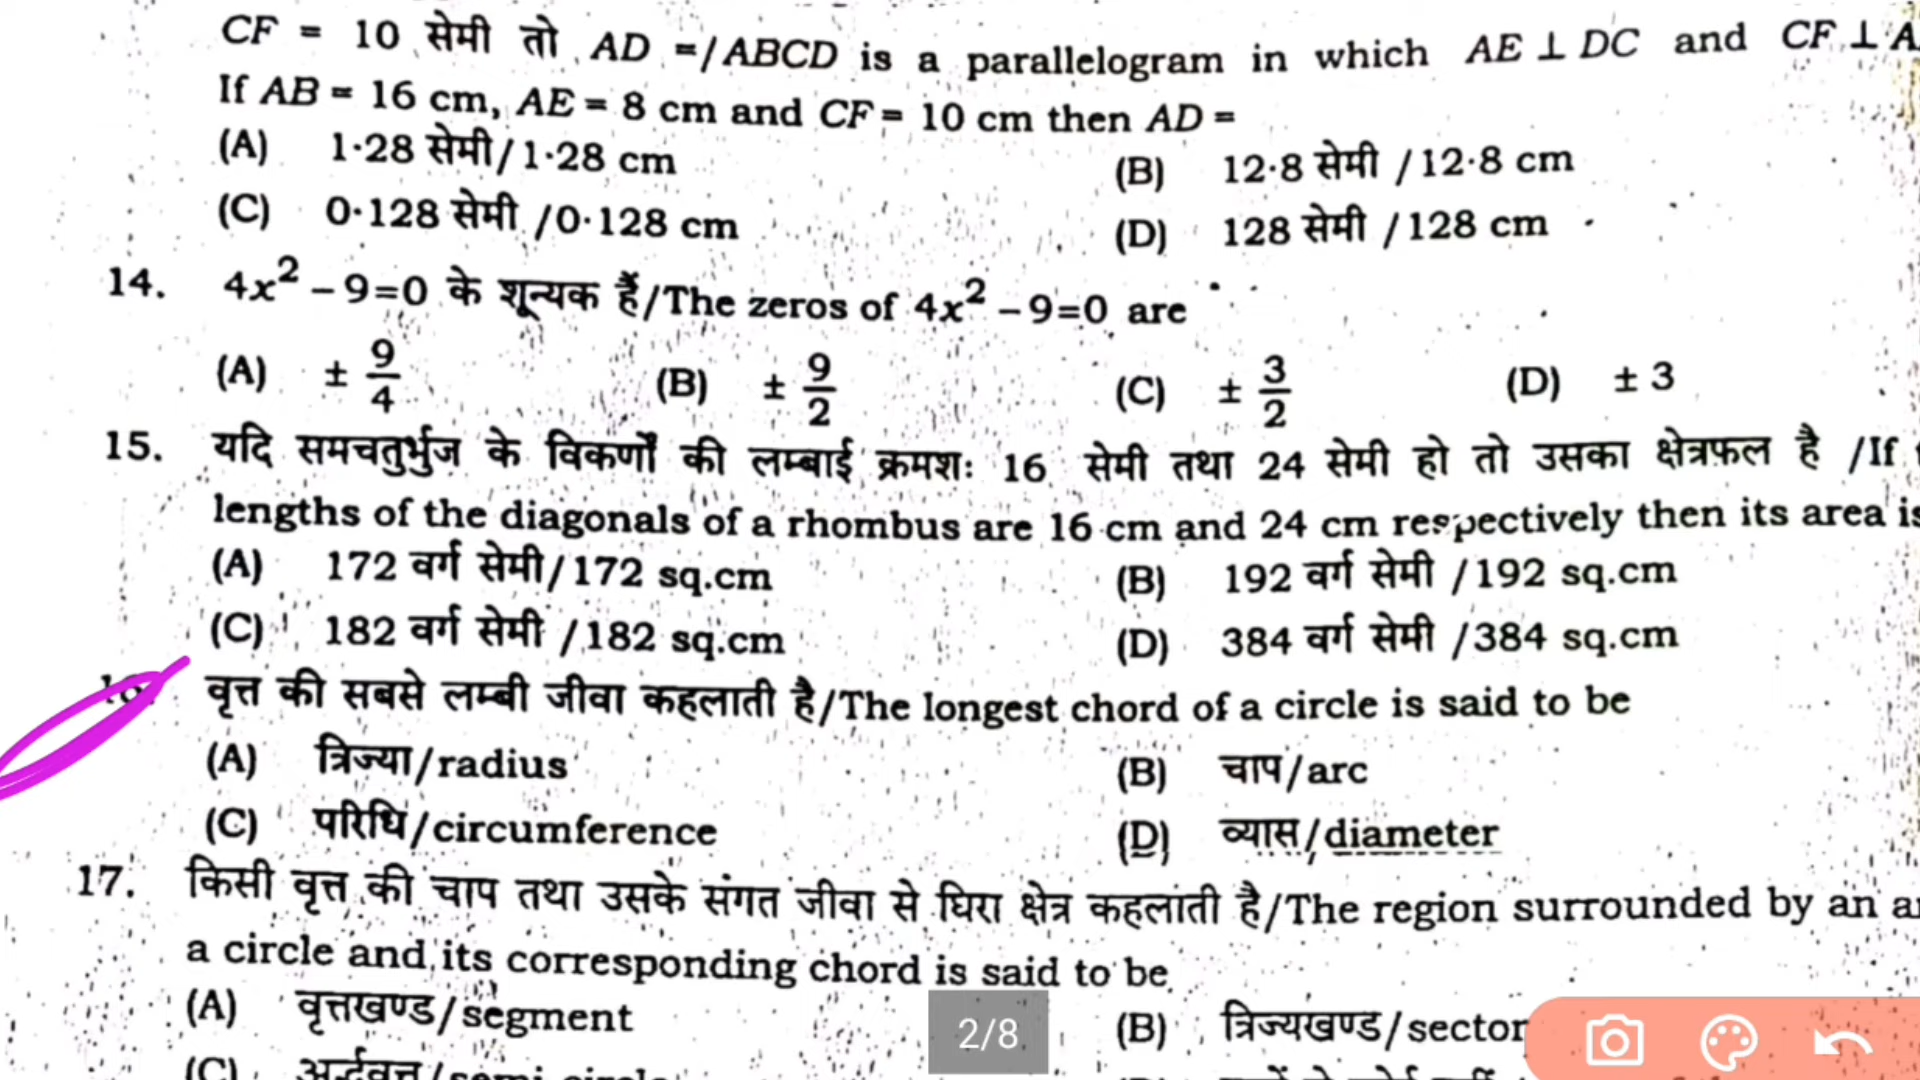 CF = 10 सेमी तो AD =/ABCD is a parallelogram in which AE ⊥ DC and CF ⊥ A
If AB = 16 cm, AE = 8 cm and CF = 10 cm then AD =
(A) 1·28 सेमी/1·28 cm (B) 12·8 सेमी /12·8 cm
(C) 0·128 सेमी /0·128 cm (D) 128 सेमी /128 cm
14. 4x² – 9=0 के शून्यक हैं/The zeros of 4x² – 9=0 are
(A) ± 9/4 (B) ± 9/2 (C) ± 3/2 (D) ± 3
15. यदि समचतुर्भुज के विकर्णों की लम्बाई क्रमशः 16 सेमी तथा 24 सेमी हो तो उसका क्षेत्रफल है /If
lengths of the diagonals of a rhombus are 16 cm and 24 cm respectively then its area is
(A) 172 वर्ग सेमी/172 sq.cm (B) 192 वर्ग सेमी /192 sq.cm
(C) 182 वर्ग सेमी /182 sq.cm (D) 384 वर्ग सेमी /384 sq.cm
16. वृत्त की सबसे लम्बी जीवा कहलाती है/The longest chord of a circle is said to be
(A) त्रिज्या/radius (B) चाप/arc
(C) परिधि/circumference (D) व्यास/diameter
17. किसी वृत्त की चाप तथा उसके संगत जीवा से घिरा क्षेत्र कहलाती है/The region surrounded by an
a circle and its corresponding chord is said to be
(A) वृत्तखण्ड/segment (B) त्रिज्यखण्ड/sector
(C) अर्द्धवृत्त/semi-circle
2/8